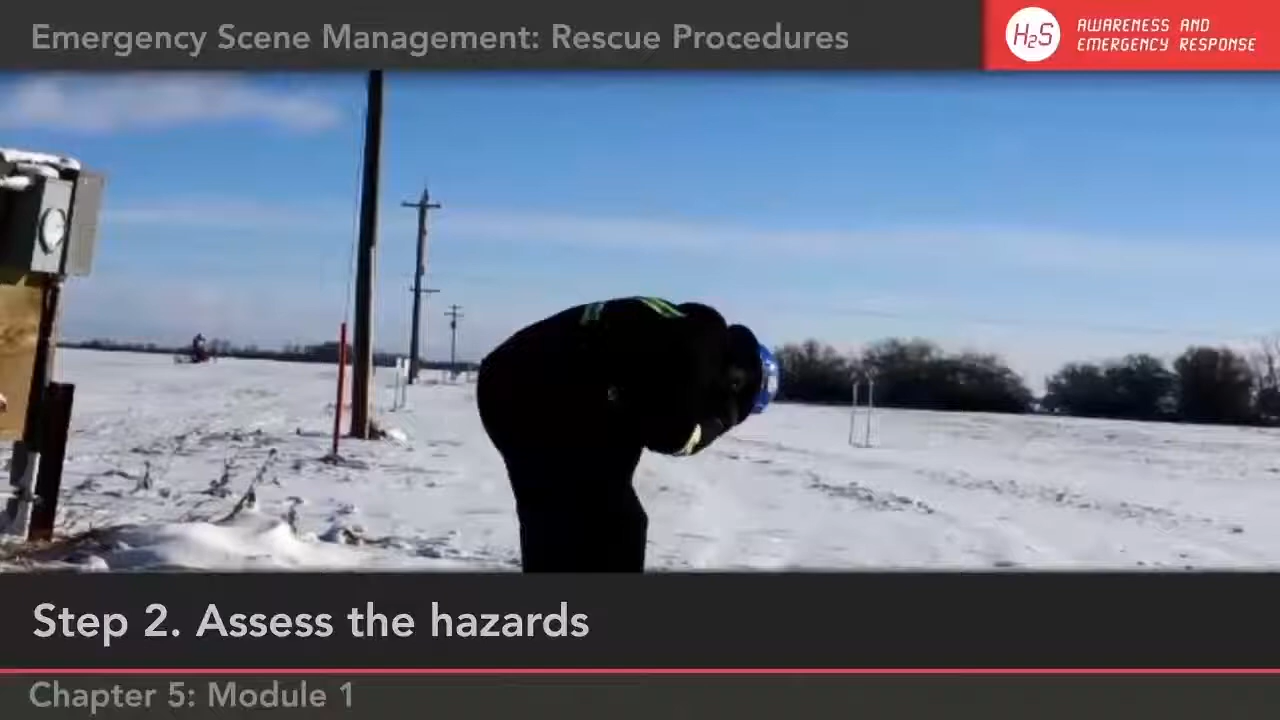 Emergency Scene Management: Rescue Procedures
H2S
AWARENESS AND
EMERGENCY RESPONSE
Step 2. Assess the hazards
Chapter 5: Module 1